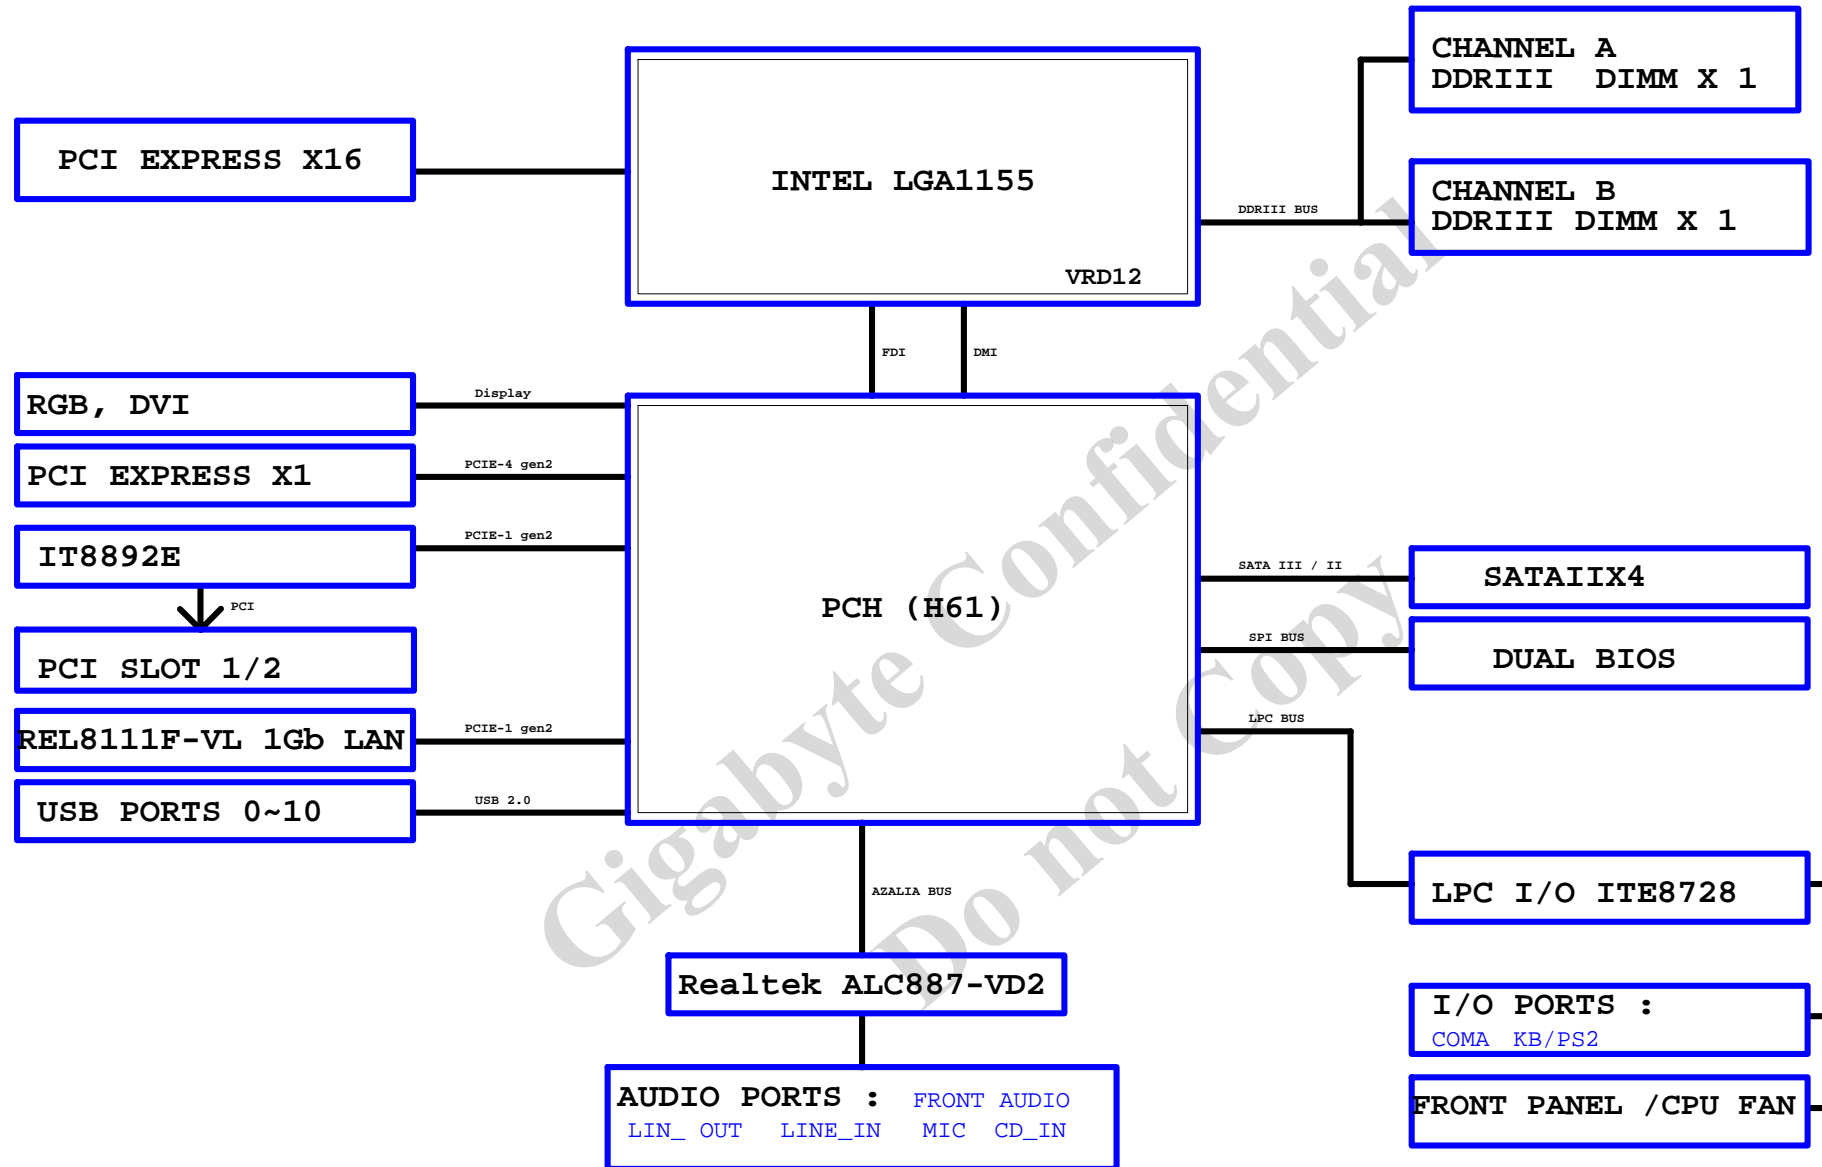 CHANNEL A
DDRIII DIMM X 1
PCI EXPRESS X16
INTEL LGA1155
VRD12
DDRIII BUS
CHANNEL B
DDRIII DIMM X 1
FDI
DMI
RGB, DVI
Display
PCI EXPRESS X1
PCIE-4 gen2
IT8892E
PCIE-1 gen2
PCI
PCI SLOT 1/2
REL8111F-VL 1Gb LAN
PCIE-1 gen2
USB PORTS 0~10
USB 2.0
PCH (H61)
SATA III / II
SATAIIX4
SPI BUS
DUAL BIOS
LPC BUS
LPC I/O ITE8728
AZALIA BUS
Realtek ALC887-VD2
AUDIO PORTS : FRONT AUDIO
LIN_ OUT LINE_IN MIC CD_IN
I/O PORTS :
COMA KB/PS2
FRONT PANEL /CPU FAN
Gigabyte Confidential
Do not Copy